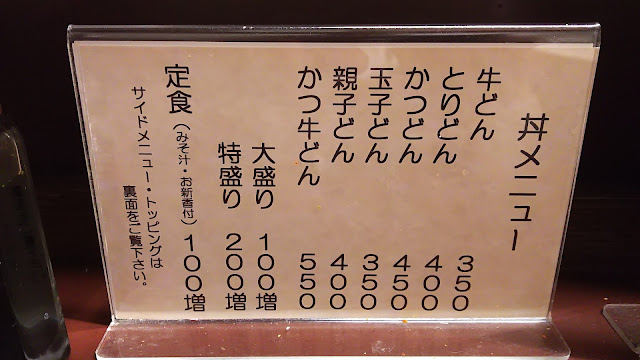 丼メニュー
牛どん 350
とりどん 400
かつどん 450
玉子どん 350
親子どん 400
かつ牛どん 550
大盛り 100増
特盛り 200増
定食（みそ汁・お新香付）100増
サイドメニュー・トッピングは
裏面をご覧下さい。